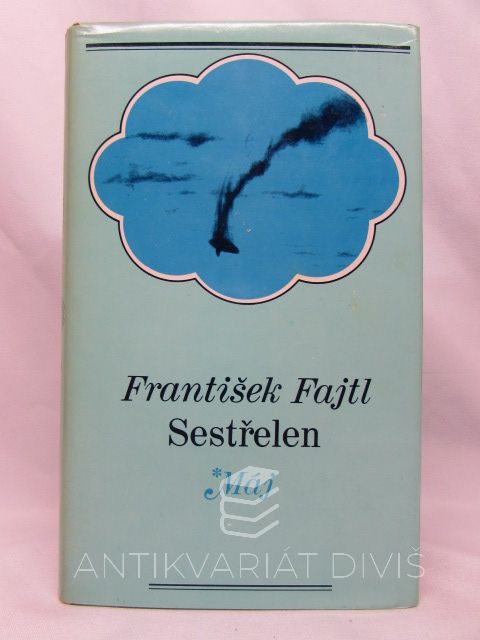 František Fajtl
Sestřelen
*Máj
ANTIKVARIÁT DIVIŠ